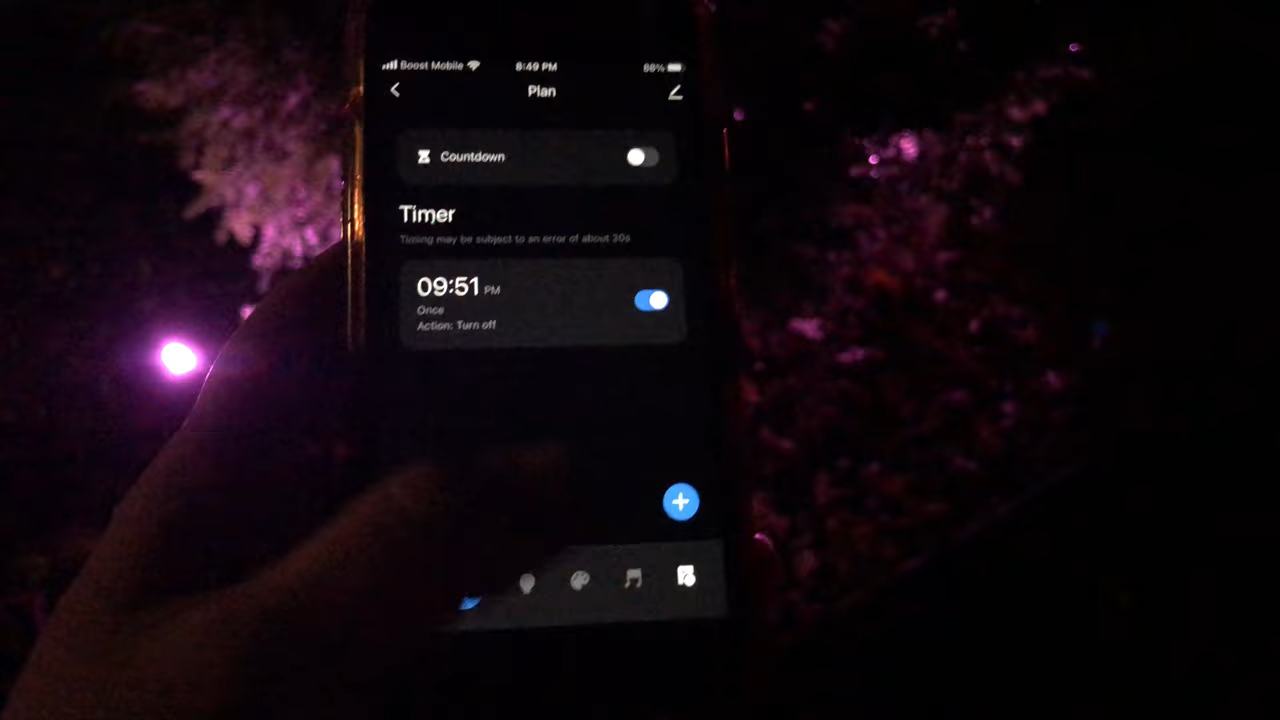 Boost Mobile 8:49 PM 86%
Plan
Countdown
Timer
Timing may be subject to an error of about 30s
09:51 PM
Once
Action: Turn off